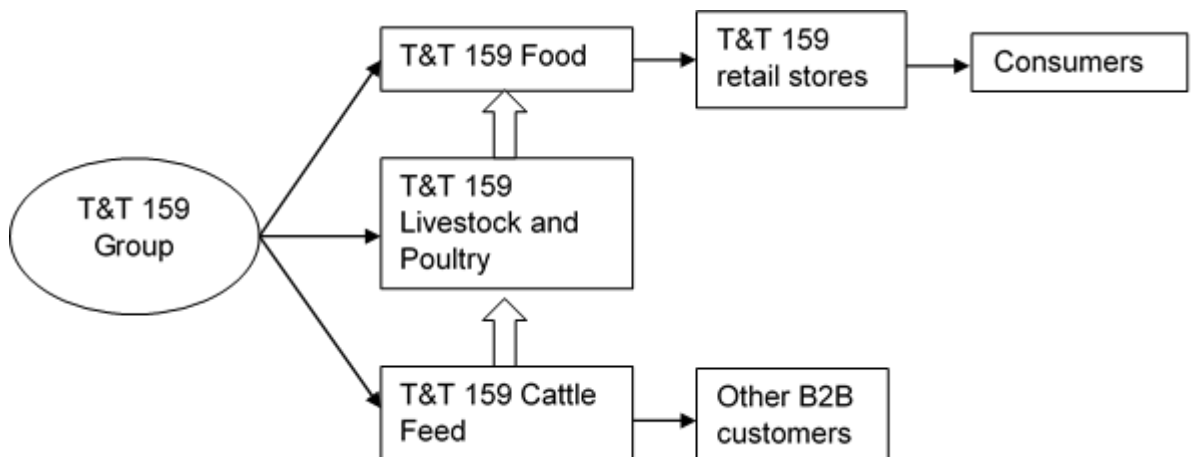 T&T 159 Food
T&T 159
retail stores
Consumers
T&T 159
Group
T&T 159
Livestock and
Poultry
T&T 159 Cattle
Feed
Other B2B
customers